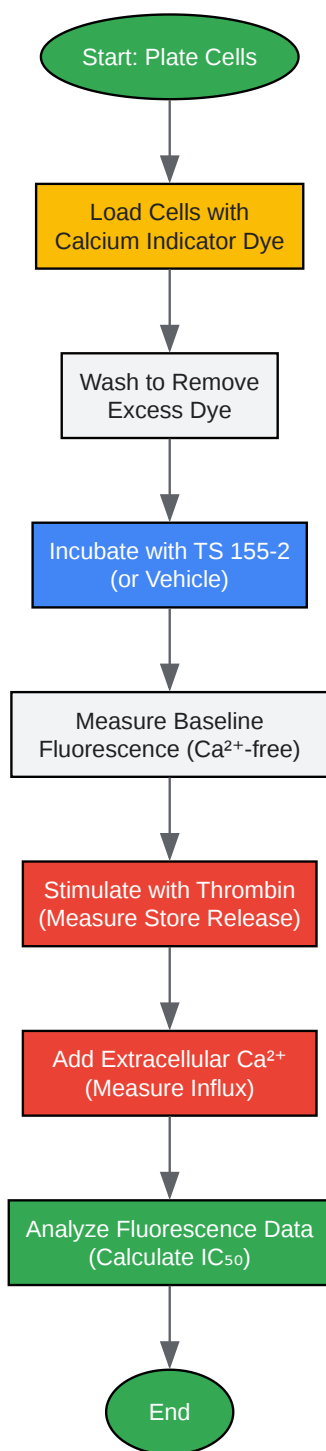 Start: Plate Cells
Load Cells with
Calcium Indicator Dye
Wash to Remove
Excess Dye
Incubate with TS 155-2
(or Vehicle)
Measure Baseline
Fluorescence (Ca²⁺-free)
Stimulate with Thrombin
(Measure Store Release)
Add Extracellular Ca²⁺
(Measure Influx)
Analyze Fluorescence Data
(Calculate IC₅₀)
End